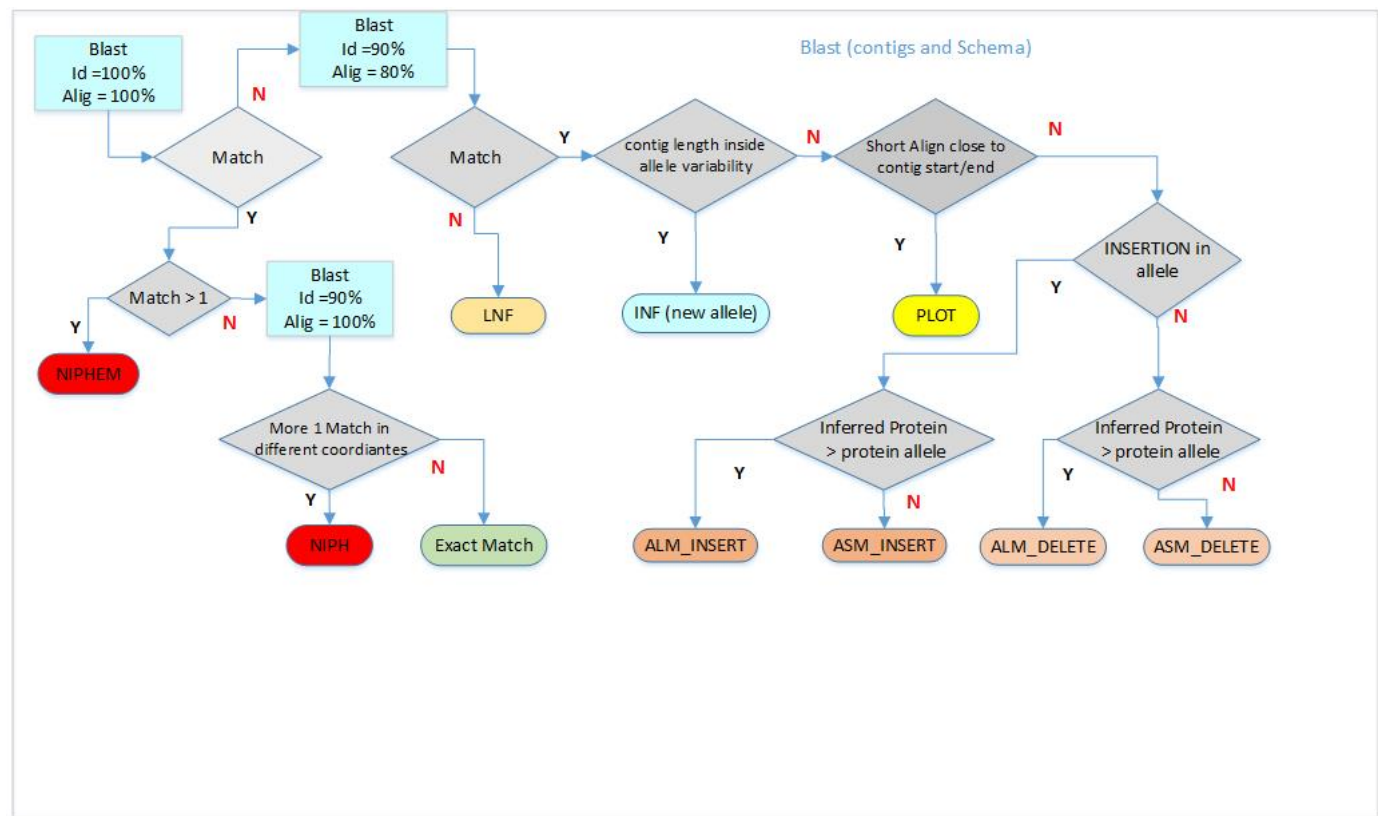 Blast (contigs and Schema)
Blast
Id =100%
Alig = 100%
Match
N
Y
Blast
Id =90%
Alig = 80%
Match
Y
N
contig length inside
allele variability
N
Y
Short Align close to
contig start/end
N
Y
INSERTION in
allele
Y
N
Match > 1
Y
N
Blast
Id =90%
Alig = 100%
LNF
INF (new allele)
PLOT
NIPHEM
More 1 Match in
different coordiantes
N
Y
Inferred Protein
> protein allele
Y
N
Inferred Protein
> protein allele
Y
N
NIPH
Exact Match
ALM_INSERT
ASM_INSERT
ALM_DELETE
ASM_DELETE